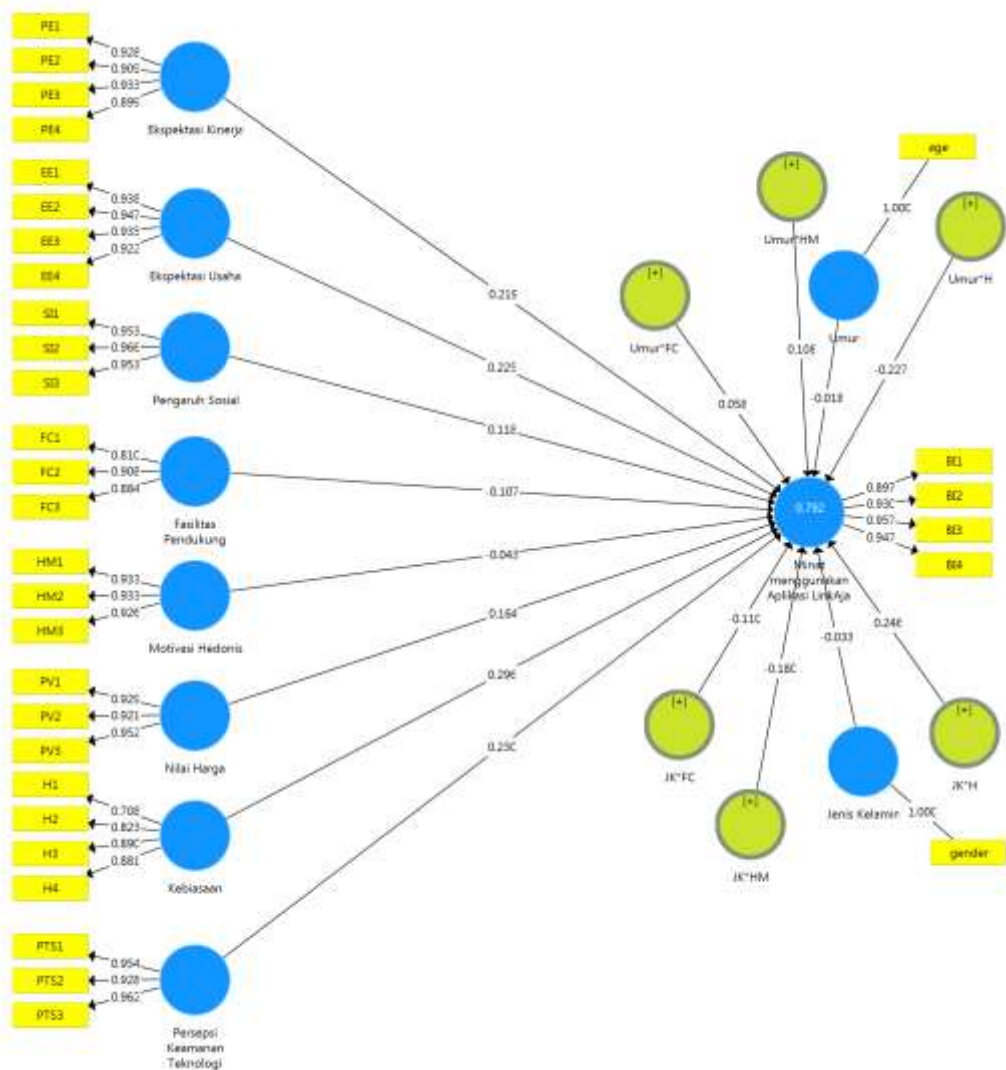 PE1
PE2
PE3
PE4
0.928
0.909
0.933
0.899
Ekspektasi Kinerja
EE1
EE2
EE3
EE4
0.938
0.947
0.935
0.922
Ekspektasi Usaha
SI1
SI2
SI3
0.953
0.966
0.953
Pengaruh Sosial
FC1
FC2
FC3
0.810
0.908
0.884
Fasilitas
Pendukung
HM1
HM2
HM3
0.933
0.933
0.926
Motivasi Hedonis
PV1
PV2
PV3
0.929
0.921
0.952
Nilai Harga
H1
H2
H3
H4
0.708
0.823
0.890
0.881
Kebiasaan
PTS1
PTS2
PTS3
0.954
0.928
0.962
Persepsi
Keamanan
Teknologi
0.225
0.118
-0.043
0.164
0.296
0.230
[+]
Umur*FC
0.058
[+]
Umur*HM
0.106
age
1.000
Umur
-0.018
[+]
Umur*H
-0.227
0.792
Minat
menggunakan
Aplikasi LinkAja
BI1
BI2
BI3
BI4
0.897
0.930
0.957
0.947
-0.110
-0.180
-0.033
0.246
[+]
JK*FC
[+]
JK*HM
Jenis Kelamin
1.000
gender
[+]
JK*H